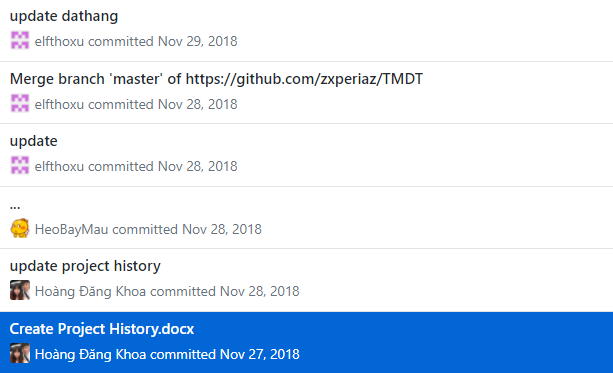 update dathang
elfthoxu committed Nov 29, 2018
Merge branch 'master' of https://github.com/zxperiaz/TMDT
elfthoxu committed Nov 28, 2018
update
elfthoxu committed Nov 28, 2018
...
HeoBayMau committed Nov 28, 2018
update project history
Hoàng Đăng Khoa committed Nov 28, 2018
Create Project History.docx
Hoàng Đăng Khoa committed Nov 27, 2018